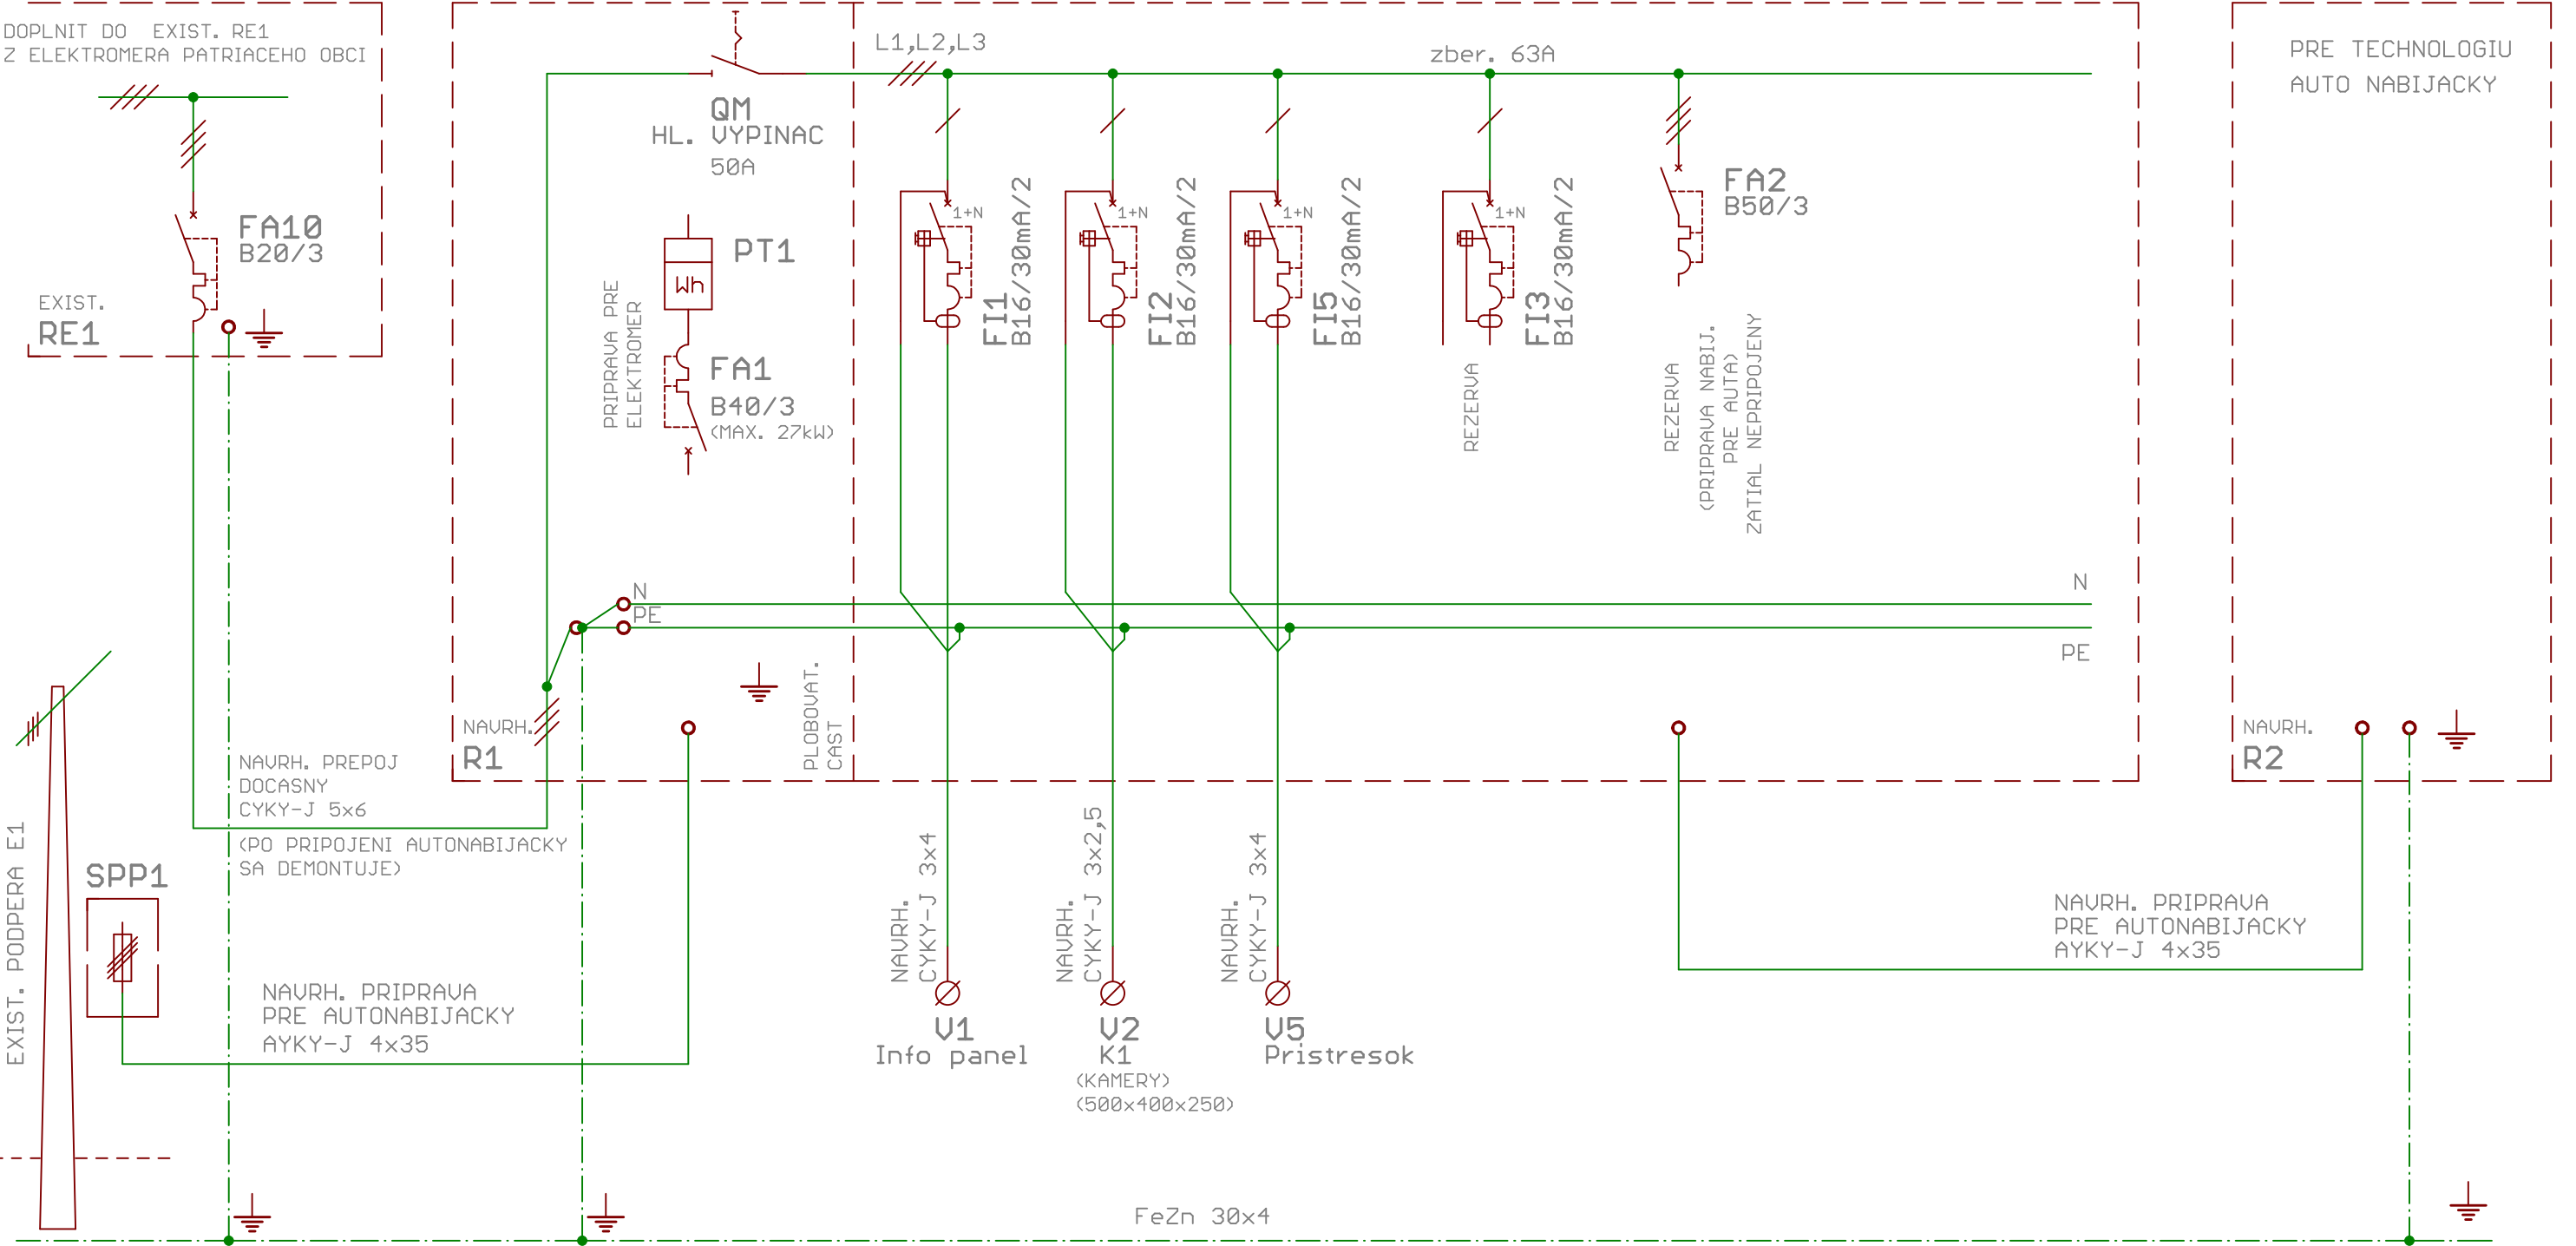 DOPLNIT DO  EXIST. RE1
Z ELEKTROMERA PATRIACEHO OBCI
FA10
B20/3
EXIST.
RE1
QM
HL. VYPINAC
50A
PT1
Wh
PRIPRAVA PRE
ELEKTROMER
FA1
B40/3
(MAX. 27kW)
N
PE
NAVRH.
R1
PLOBOVAT.
CAST
L1,L2,L3
zber. 63A
1+N
FI1
B16/30mA/2
1+N
FI2
B16/30mA/2
1+N
FI5
B16/30mA/2
1+N
FI3
B16/30mA/2
REZERVA
FA2
B50/3
REZERVA
(PRIPRAVA NABIJ.
PRE AUTA)
ZATIAL NEPRIPOJENY
N
PE
PRE TECHNOLOGIU
AUTO NABIJACKY
NAVRH.
R2
NAVRH. PREPOJ
DOCASNY
CYKY-J 5x6
(PO PRIPOJENI AUTONABIJACKY
SA DEMONTUJE)
EXIST. PODPERA E1
SPP1
NAVRH. PRIPRAVA
PRE AUTONABIJACKY
AYKY-J 4x35
NAVRH.
CYKY-J 3x4
V1
Info panel
NAVRH.
CYKY-J 3x2,5
V2
K1
(KAMERY)
(500x400x250)
NAVRH.
CYKY-J 3x4
V5
Pristresok
NAVRH. PRIPRAVA
PRE AUTONABIJACKY
AYKY-J 4x35
FeZn 30x4